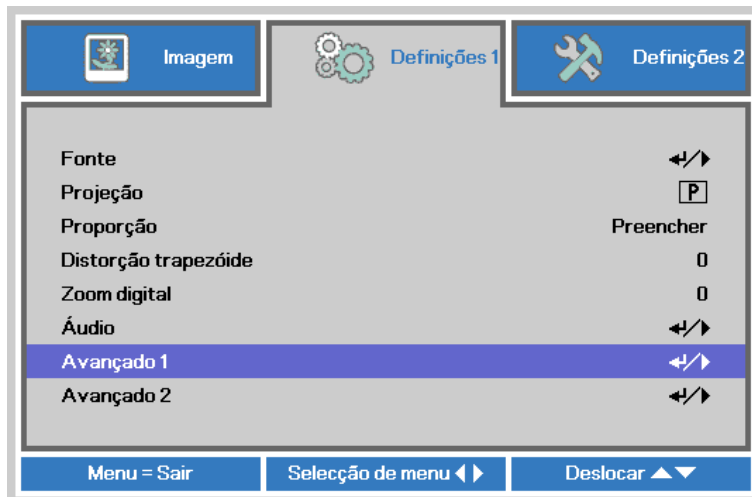 Imagem Definições 1 Definições 2
Fonte
Projeção P
Proporção Preencher
Distorção trapezóide 0
Zoom digital 0
Áudio
Avançado 1
Avançado 2
Menu = Sair Selecção de menu Deslocar